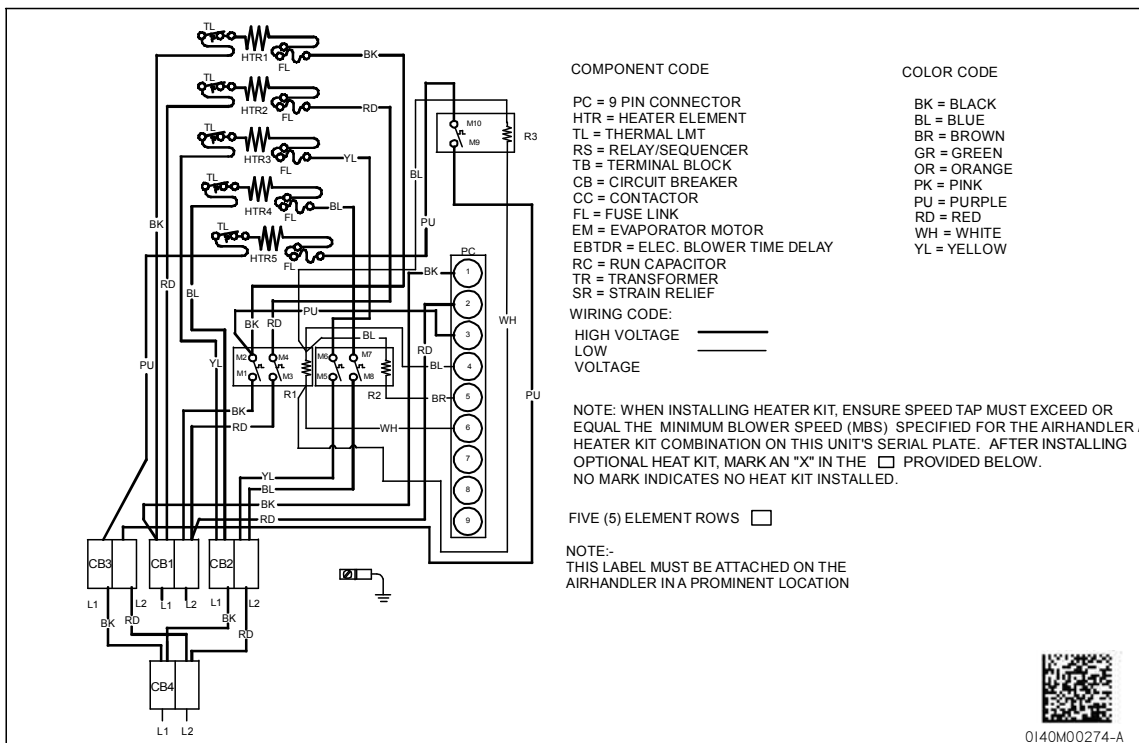 TL
HTR1
FL
BK
TL
HTR2
FL
RD
TL
HTR3
FL
YL
TL
HTR4
FL
BL
TL
HTR5
FL
BK
RD
BL
PU
YL
BL
PU
M10
M9
R3
WH
PU
PC
1
2
3
4
5
6
7
8
9
BK
RD
PU
BL
BL
BR
WH
BK
RD
M2
M4
M1
M3
R1
M6
M7
M5
M8
R2
BK
RD
YL
BL
BK
RD
CB3
CB1
CB2
L1
L2
L1
L2
L1
L2
BK
RD
BK
RD
CB4
L1
L2
COMPONENT CODE
PC = 9 PIN CONNECTOR
HTR = HEATER ELEMENT
TL = THERMAL LMT
RS = RELAY/SEQUENCER
TB = TERMINAL BLOCK
CB = CIRCUIT BREAKER
CC = CONTACTOR
FL = FUSE LINK
EM = EVAPORATOR MOTOR
EBTDR = ELEC. BLOWER TIME DELAY
RC = RUN CAPACITOR
TR = TRANSFORMER
SR = STRAIN RELIEF
WIRING CODE:
HIGH VOLTAGE
LOW
VOLTAGE
COLOR CODE
BK = BLACK
BL = BLUE
BR = BROWN
GR = GREEN
OR = ORANGE
PK = PINK
PU = PURPLE
RD = RED
WH = WHITE
YL = YELLOW
NOTE: WHEN INSTALLING HEATER KIT, ENSURE SPEED TAP MUST EXCEED OR
EQUAL THE MINIMUM BLOWER SPEED (MBS) SPECIFIED FOR THE AIRHANDLER
HEATER KIT COMBINATION ON THIS UNIT'S SERIAL PLATE. AFTER INSTALLING
OPTIONAL HEAT KIT, MARK AN "X" IN THE PROVIDED BELOW.
NO MARK INDICATES NO HEAT KIT INSTALLED.
FIVE (5) ELEMENT ROWS
NOTE:-
THIS LABEL MUST BE ATTACHED ON THE
AIRHANDLER IN A PROMINENT LOCATION
0140M00274-A